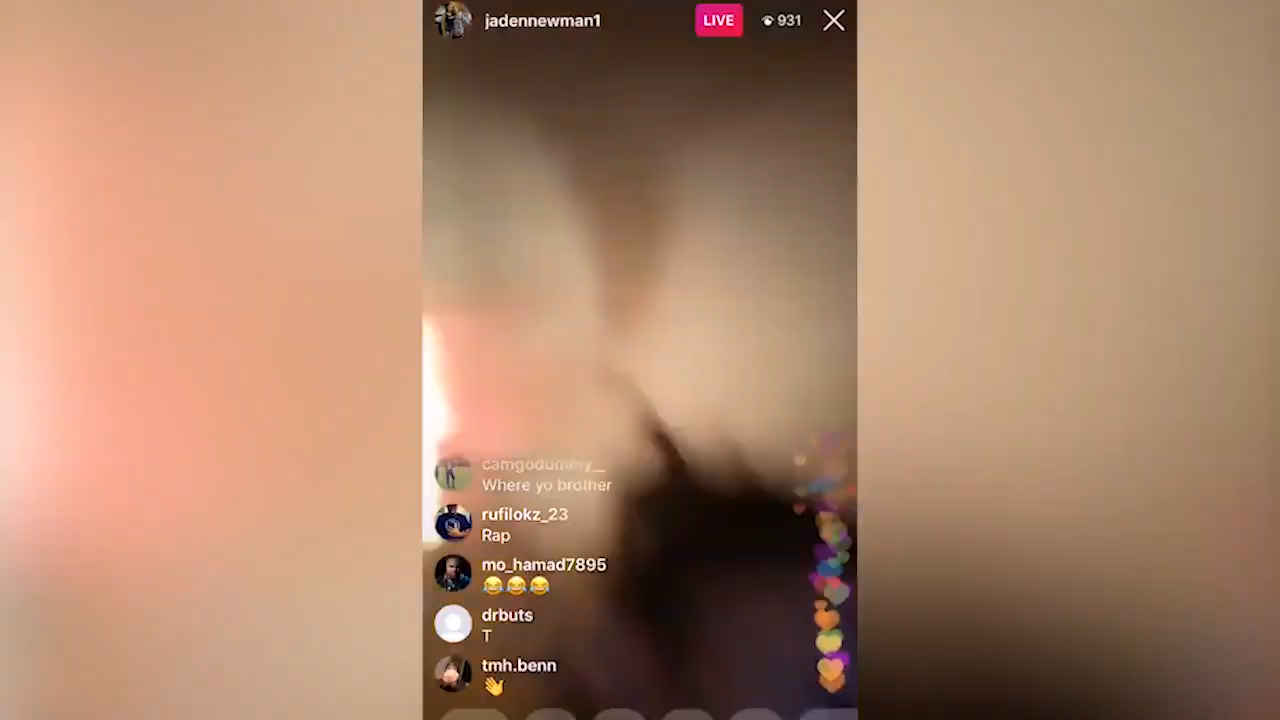 jadennewman1
LIVE
931
camgodummy__
Where yo brother
rufilokz_23
Rap
mo_hamad7895
😂😂😂
drbuts
T
tmh.benn
👋